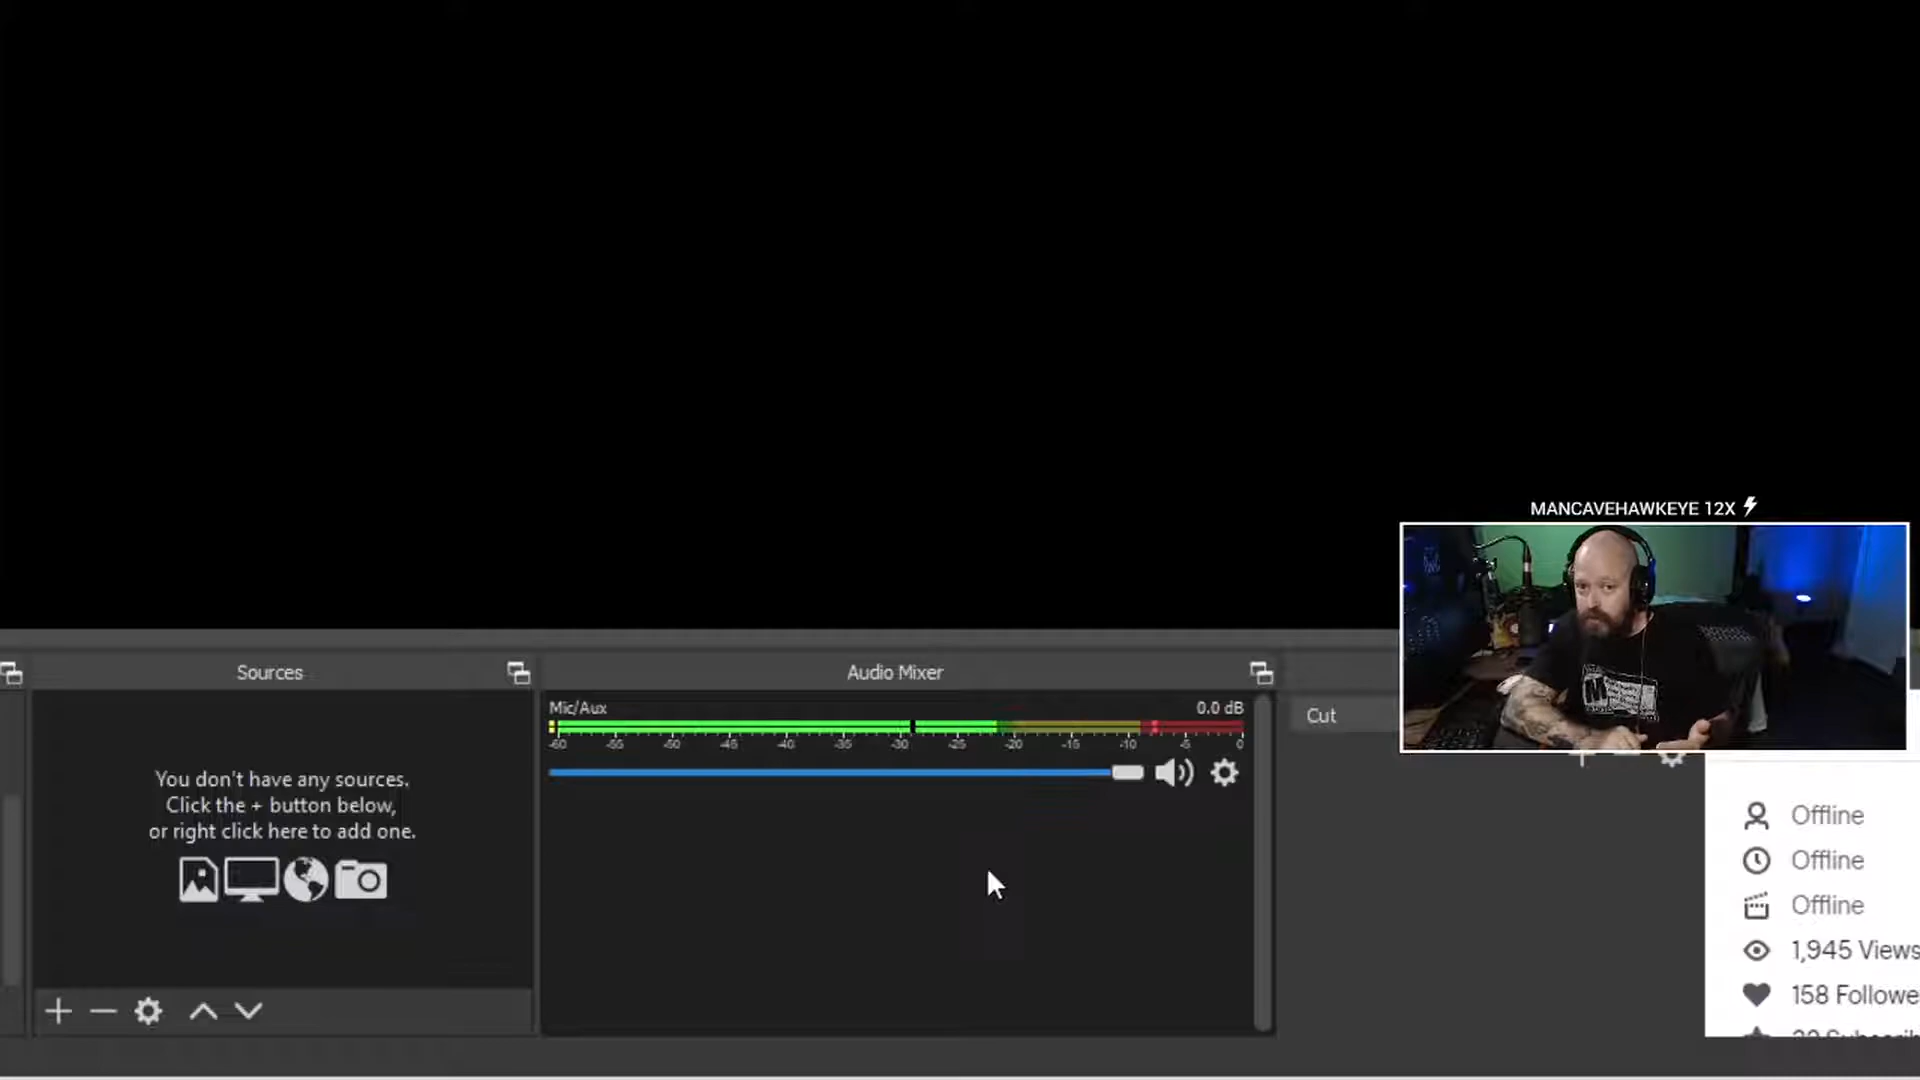 MANCAVEHAWKEYE 12X
Sources
Audio Mixer
Mic/Aux
0.0 dB
-60 -55 -50 -45 -40 -35 -30 -25 -20 -15 -10 -5 0
Cut
You don't have any sources.
Click the + button below,
or right click here to add one.
Offline
Offline
Offline
1,945 Views
158 Followe